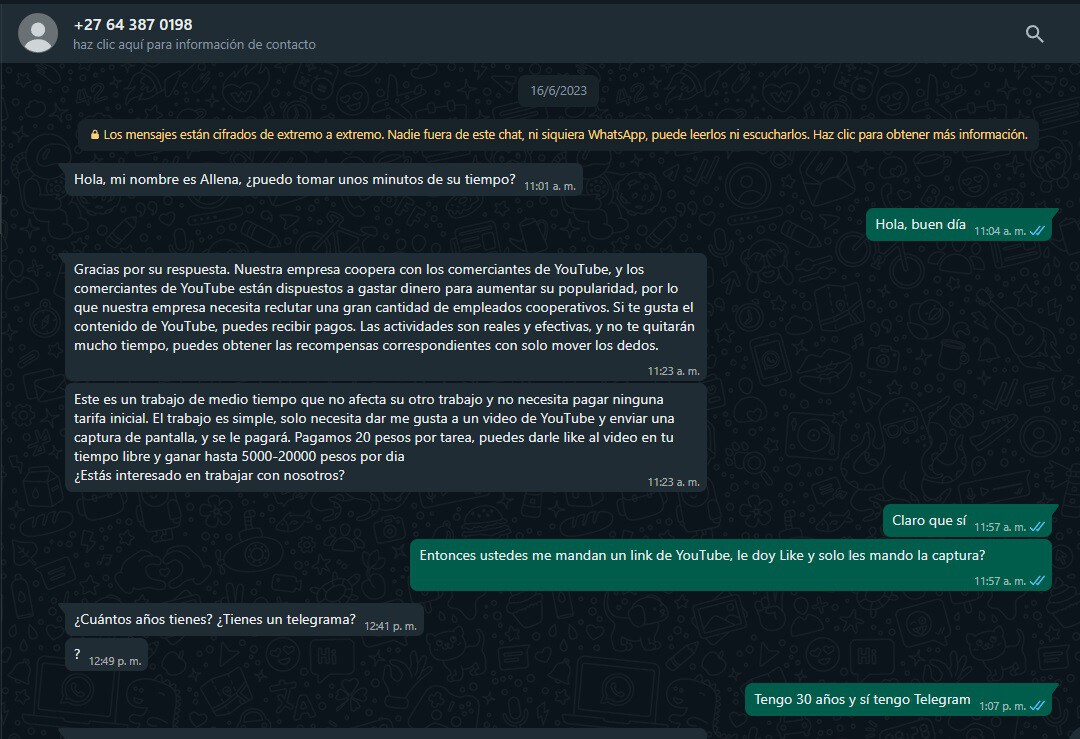 +27 64 387 0198
haz clic aquí para información de contacto
16/6/2023
Los mensajes están cifrados de extremo a extremo. Nadie fuera de este chat, ni siquiera WhatsApp, puede leerlos ni escucharlos. Haz clic para obtener más información.
Hola, mi nombre es Allena, ¿puedo tomar unos minutos de su tiempo? 11:01 a. m.
Hola, buen día 11:04 a. m.
Gracias por su respuesta. Nuestra empresa coopera con los comerciantes de YouTube, y los
comerciantes de YouTube están dispuestos a gastar dinero para aumentar su popularidad, por lo
que nuestra empresa necesita reclutar una gran cantidad de empleados cooperativos. Si te gusta el
contenido de YouTube, puedes recibir pagos. Las actividades son reales y efectivas, y no te quitarán
mucho tiempo, puedes obtener las recompensas correspondientes con solo mover los dedos.
11:23 a. m.
Este es un trabajo de medio tiempo que no afecta su otro trabajo y no necesita pagar ninguna
tarifa inicial. El trabajo es simple, solo necesita dar me gusta a un video de YouTube y enviar una
captura de pantalla, y se le pagará. Pagamos 20 pesos por tarea, puedes darle like al video en tu
tiempo libre y ganar hasta 5000-20000 pesos por dia
¿Estás interesado en trabajar con nosotros?
11:23 a. m.
Claro que sí 11:57 a. m.
Entonces ustedes me mandan un link de YouTube, le doy Like y solo les mando la captura?
11:57 a. m.
¿Cuántos años tienes? ¿Tienes un telegrama? 12:41 p. m.
? 12:49 p. m.
Tengo 30 años y sí tengo Telegram 1:07 p. m.